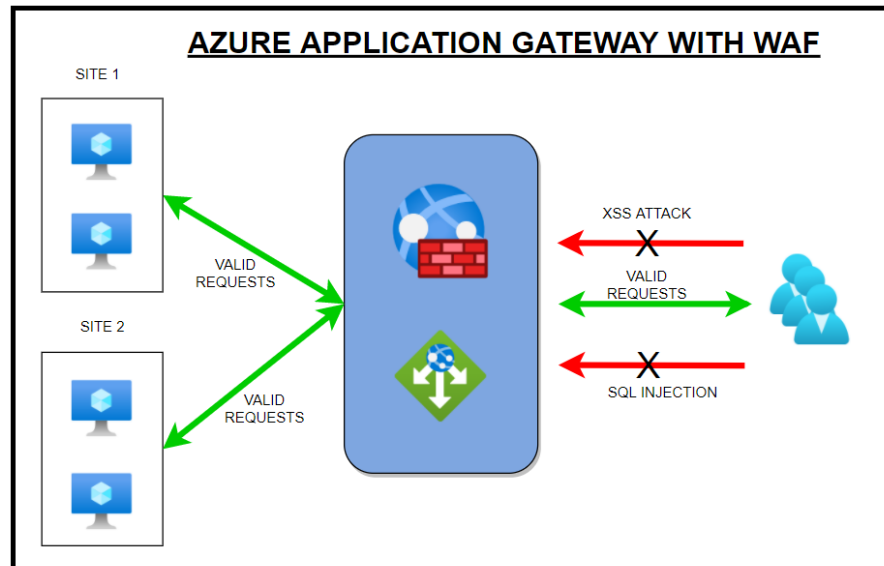 AZURE APPLICATION GATEWAY WITH WAF
SITE 1
XSS ATTACK
VALID
REQUESTS
VALID
REQUESTS
SITE 2
VALID
REQUESTS
SQL INJECTION
X
X